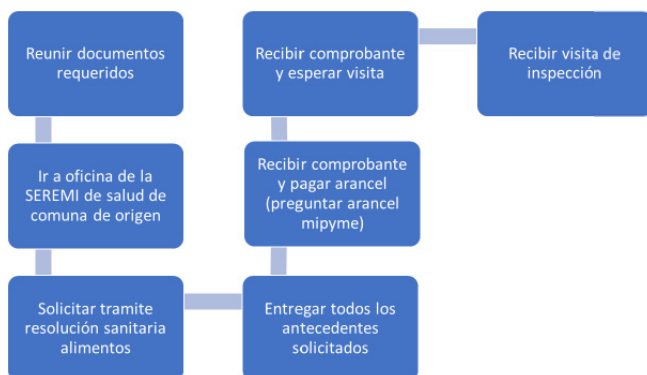 Reunir documentos
requeridos
Ir a oficina de la
SEREMI de salud de
comuna de origen
Solicitar tramite
resolución sanitaria
alimentos
Entregar todos los
antecedentes
solicitados
Recibir comprobante
y pagar arancel
(preguntar arancel
mipyme)
Recibir comprobante
y esperar visita
Recibir visita de
inspección